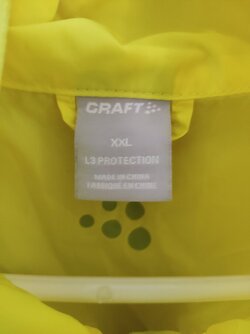 CRAFT
XXL
L3 PROTECTION
MADE IN CHINA
FABRIQUÉ EN CHINE